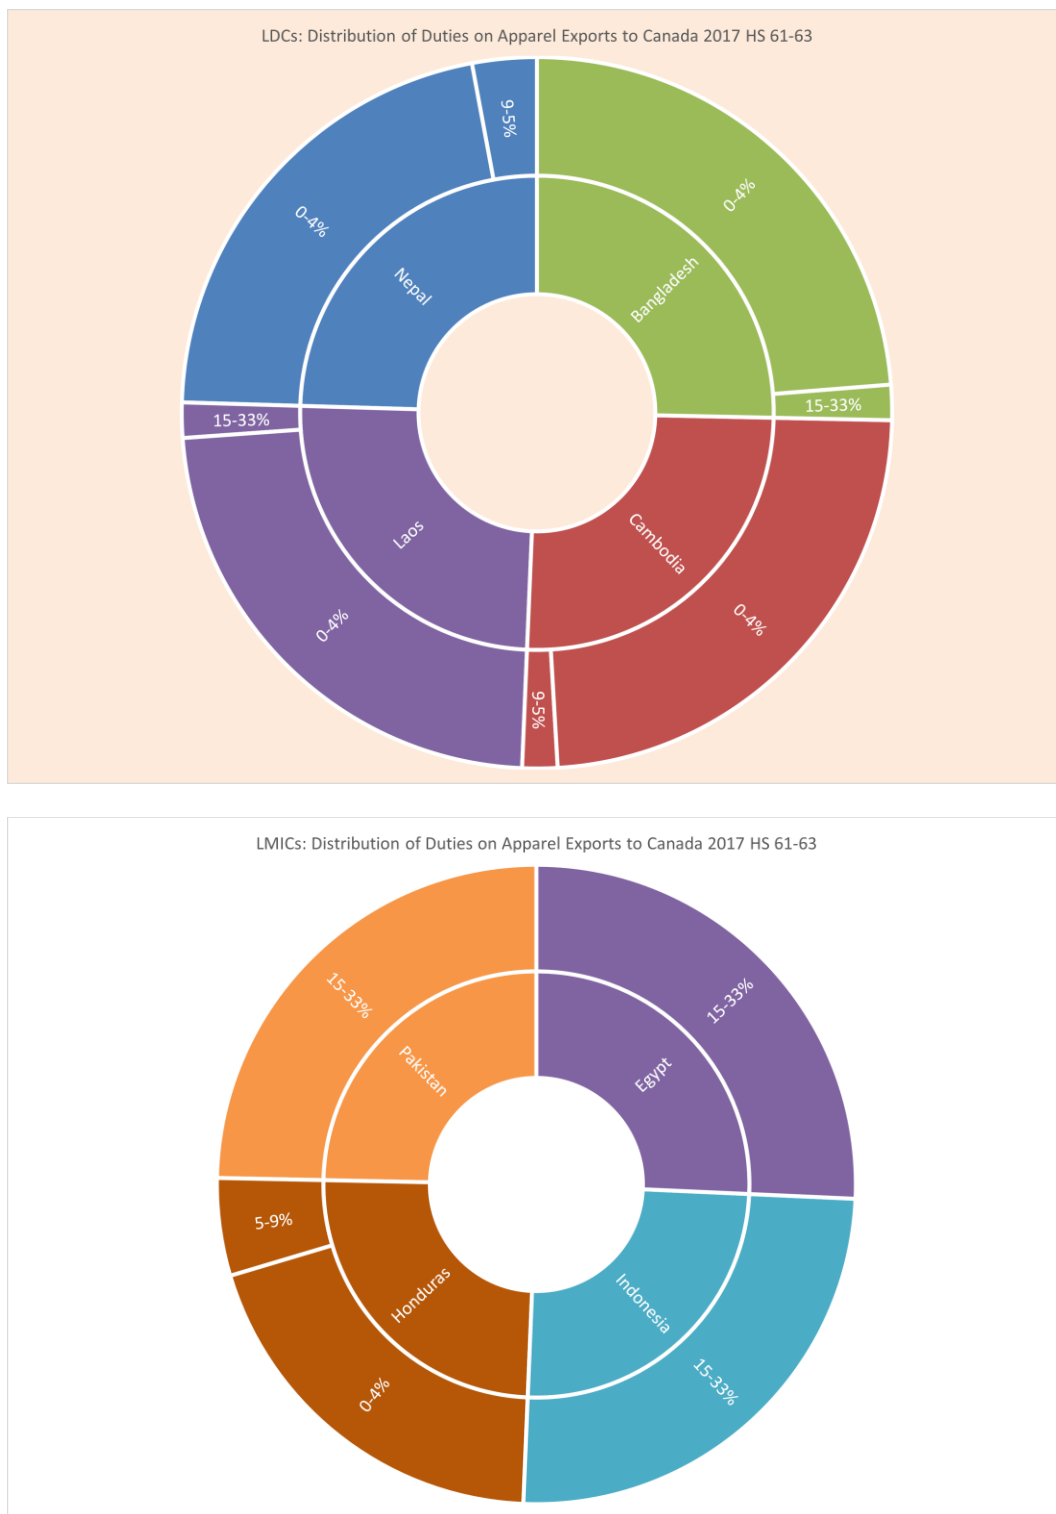 LDCs: Distribution of Duties on Apparel Exports to Canada 2017 HS 61-63
9-5%
0-4%
0-4%
Nepal
Bangladesh
15-33%
15-33%
Laos
Cambodia
0-4%
0-4%
9-5%
LMICs: Distribution of Duties on Apparel Exports to Canada 2017 HS 61-63
15-33%
15-33%
Pakistan
Egypt
5-9%
Honduras
Indonesia
0-4%
15-33%